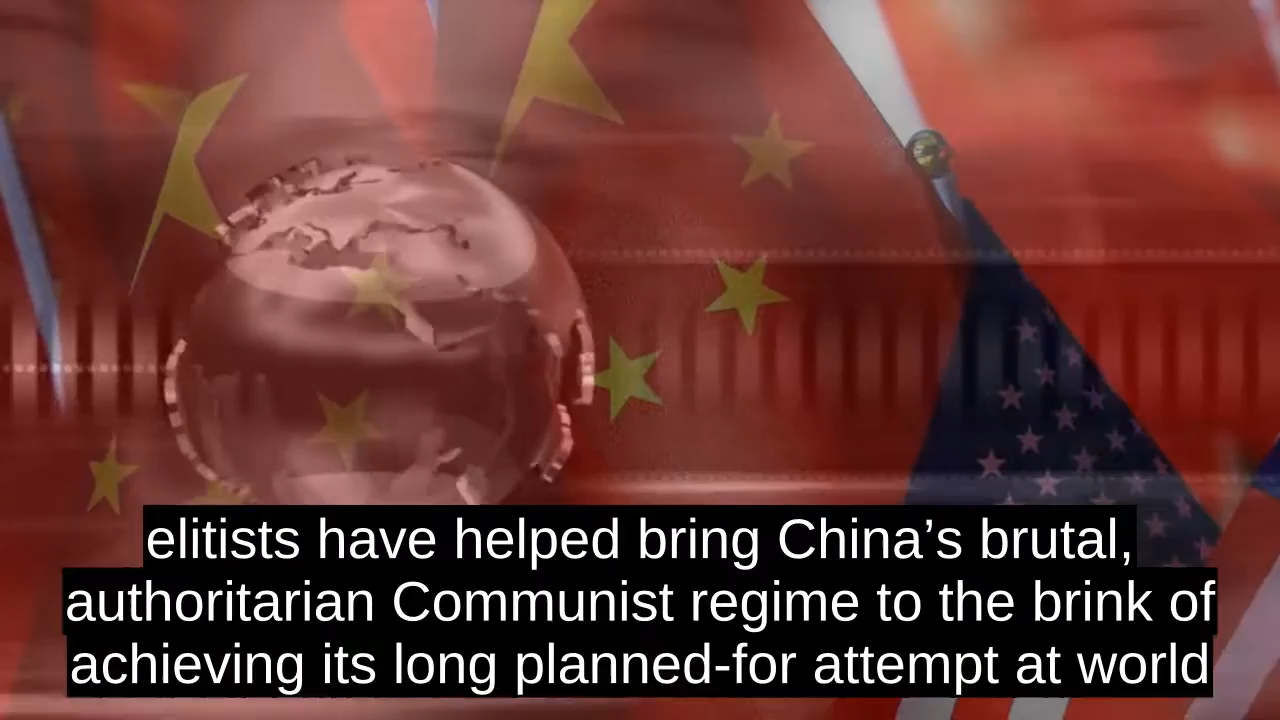 elitists have helped bring China’s brutal,
authoritarian Communist regime to the brink of
achieving its long planned-for attempt at world